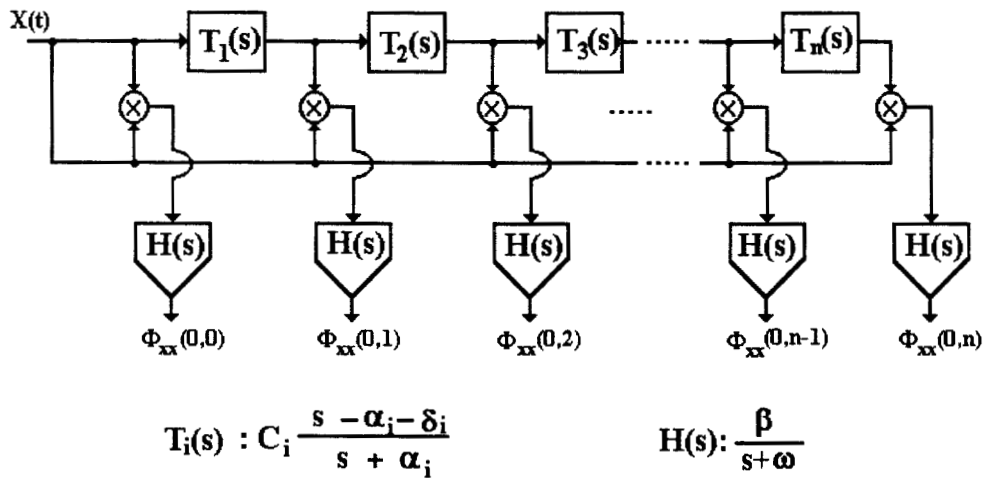 X(t)
T₁(s) T₂(s) T₃(s) ...... Tₙ(s)
× × × ..... × ×
......
H(s) H(s) H(s) H(s) H(s)
Φxx(0,0) Φxx(0,1) Φxx(0,2) Φxx(0,n-1) Φxx(0,n)
Tᵢ(s) : Cᵢ (s - αᵢ - δᵢ) / (s + αᵢ) H(s): β / (s+ω)